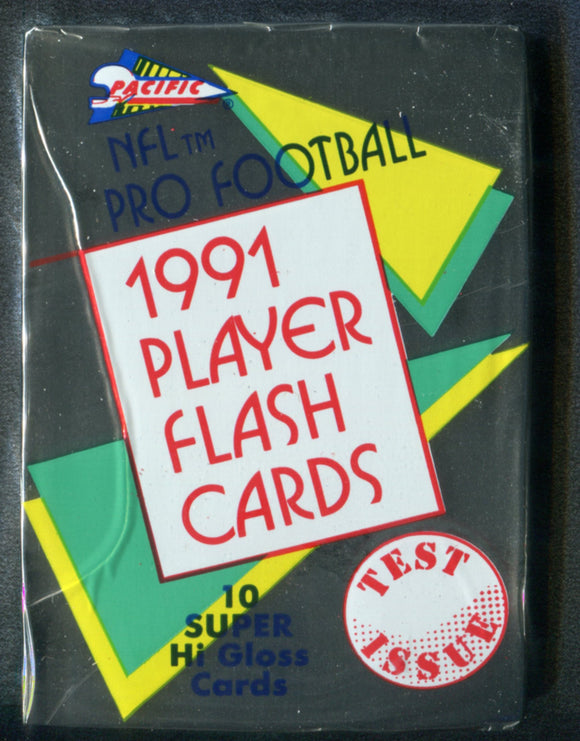 PACIFIC®
NFL™
PRO FOOTBALL
1991
PLAYER
FLASH
CARDS
10
SUPER
Hi Gloss
Cards
TEST
ISSUE